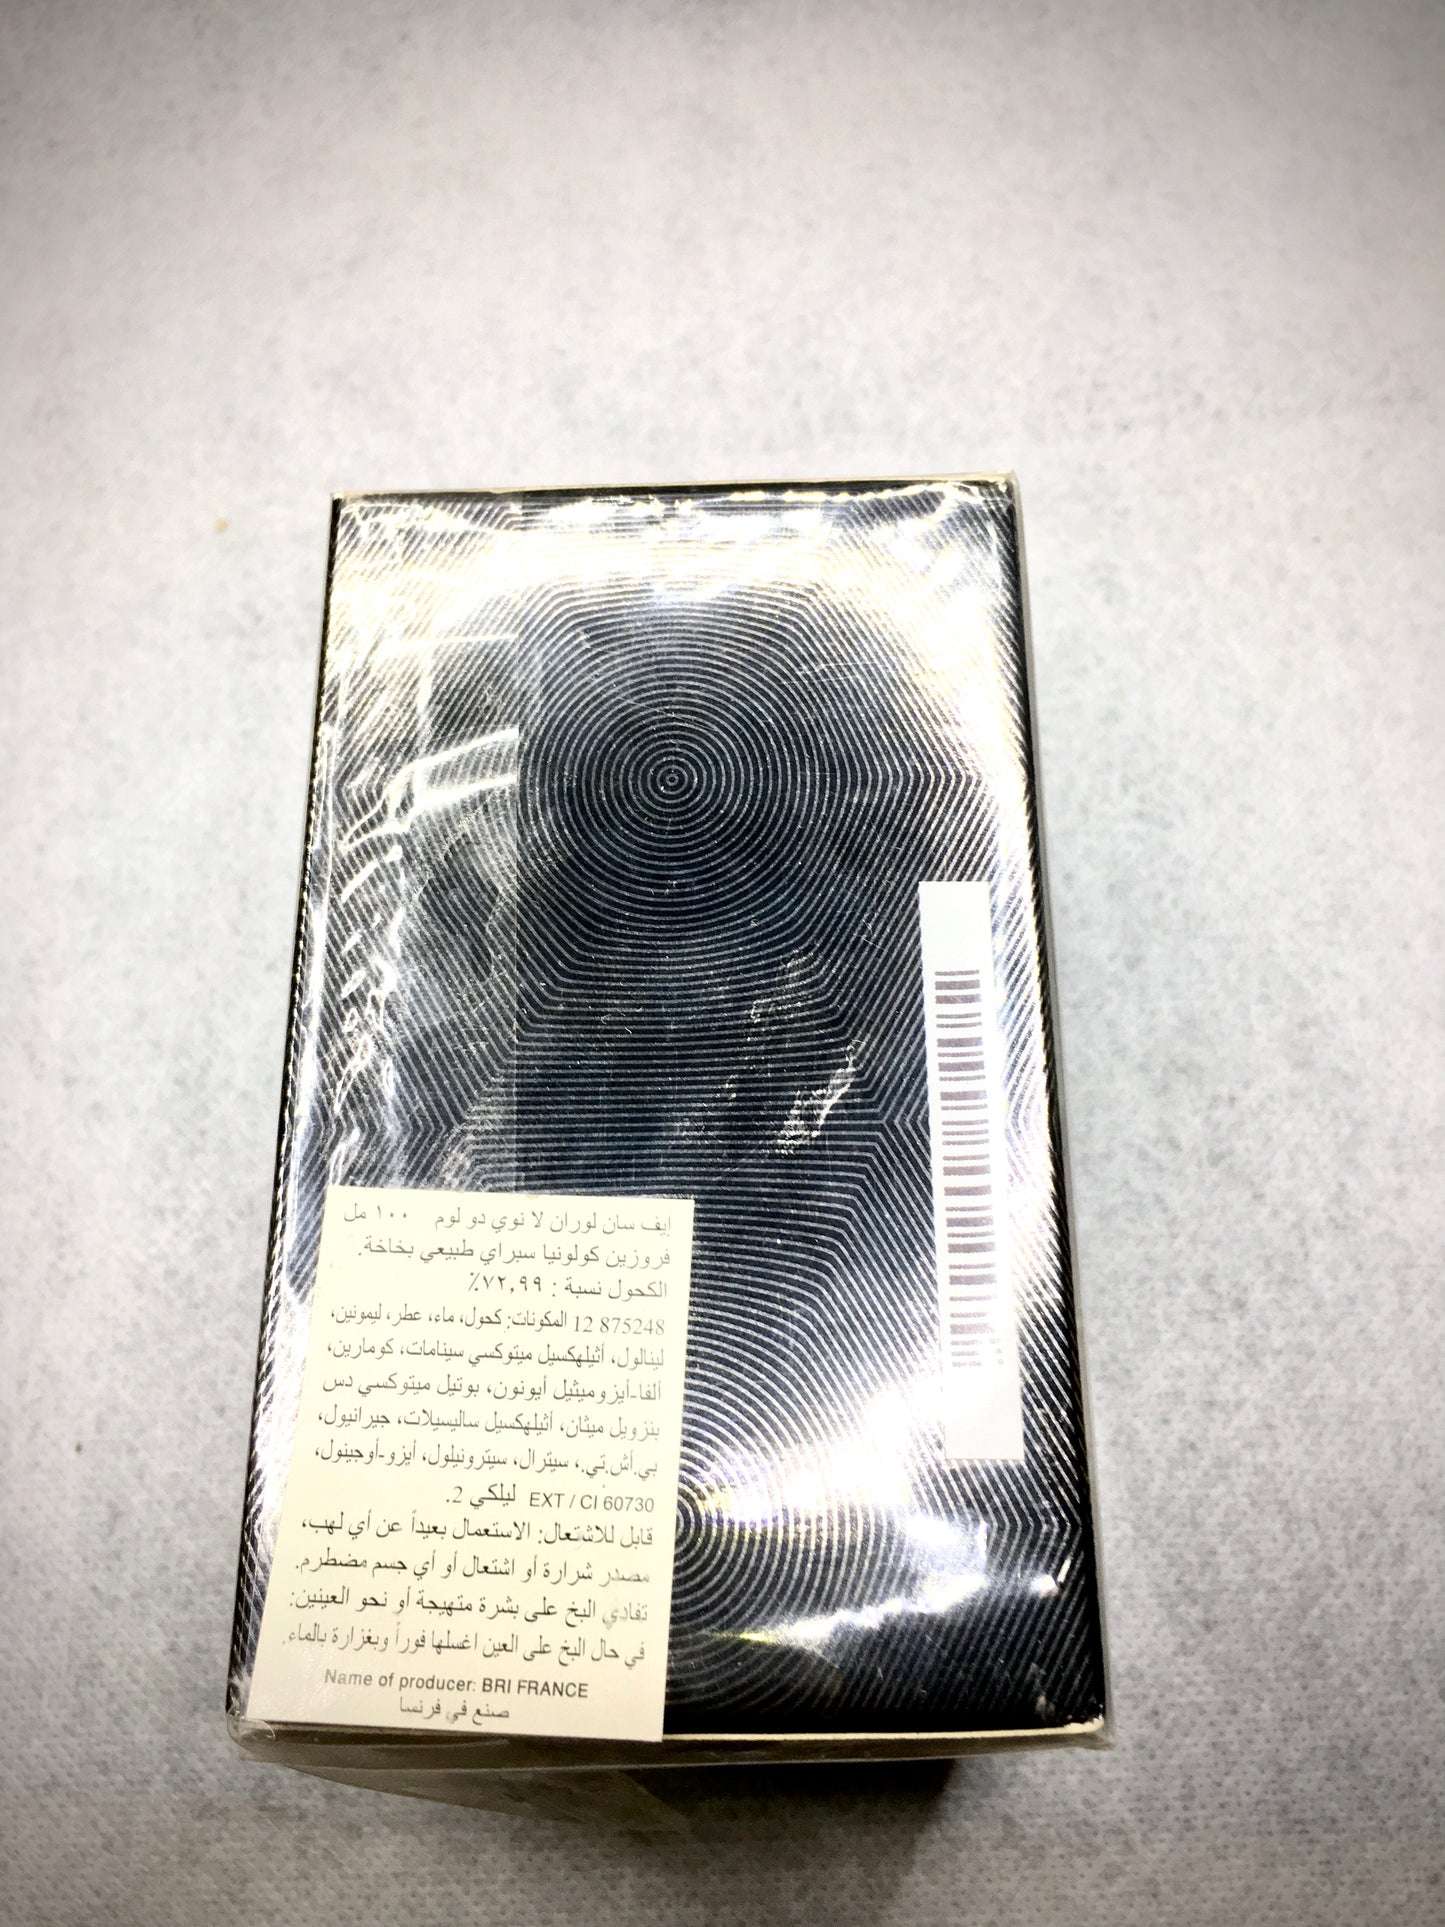 إيف سان لوران لا نوي دو لوم ١٠٠ مل
فروزين كولونيا سبراي طبيعي بخاخة.
الكحول نسبة : ٧٢,٩٩٪
875248 12 المكونات: كحول، ماء، عطر، ليمونين،
لينالول، أثيلهكسيل ميتوكسي سينامات، كومارين،
ألفا-أيزوميثيل أيونون، بوتيل ميتوكسي دس
بنزويل ميثان، أثيلهكسيل ساليسيلات، جيرانيول،
بي.أش.تي.، سيترال، سيترونيلول، أيزو-أوجينول،
EXT / CI 60730 ليلكي 2.
قابل للاشتعال: الاستعمال بعيداً عن أي لهب،
مصدر شرارة أو اشتعال أو أي جسم مضطرم.
تفادي البخ على بشرة متهيجة أو نحو العينين:
في حال البخ على العين اغسلها فوراً وبغزارة بالماء.
Name of producer: BRI FRANCE
صنع في فرنسا